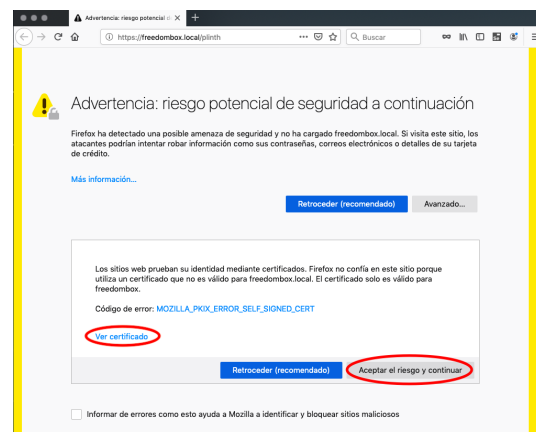 Advertencia: riesgo potencial d
https://freedombox.local/plinth
Buscar
Advertencia: riesgo potencial de seguridad a continuación
Firefox ha detectado una posible amenaza de seguridad y no ha cargado freedombox.local. Si visita este sitio, los
atacantes podrían intentar robar información como sus contraseñas, correos electrónicos o detalles de su tarjeta
de crédito.
Más información...
Retroceder (recomendado)
Avanzado...
Los sitios web prueban su identidad mediante certificados. Firefox no confía en este sitio porque
utiliza un certificado que no es válido para freedombox.local. El certificado solo es válido para
freedombox.
Código de error: MOZILLA_PKIX_ERROR_SELF_SIGNED_CERT
Ver certificado
Retroceder (recomendado)
Aceptar el riesgo y continuar
Informar de errores como esto ayuda a Mozilla a identificar y bloquear sitios maliciosos